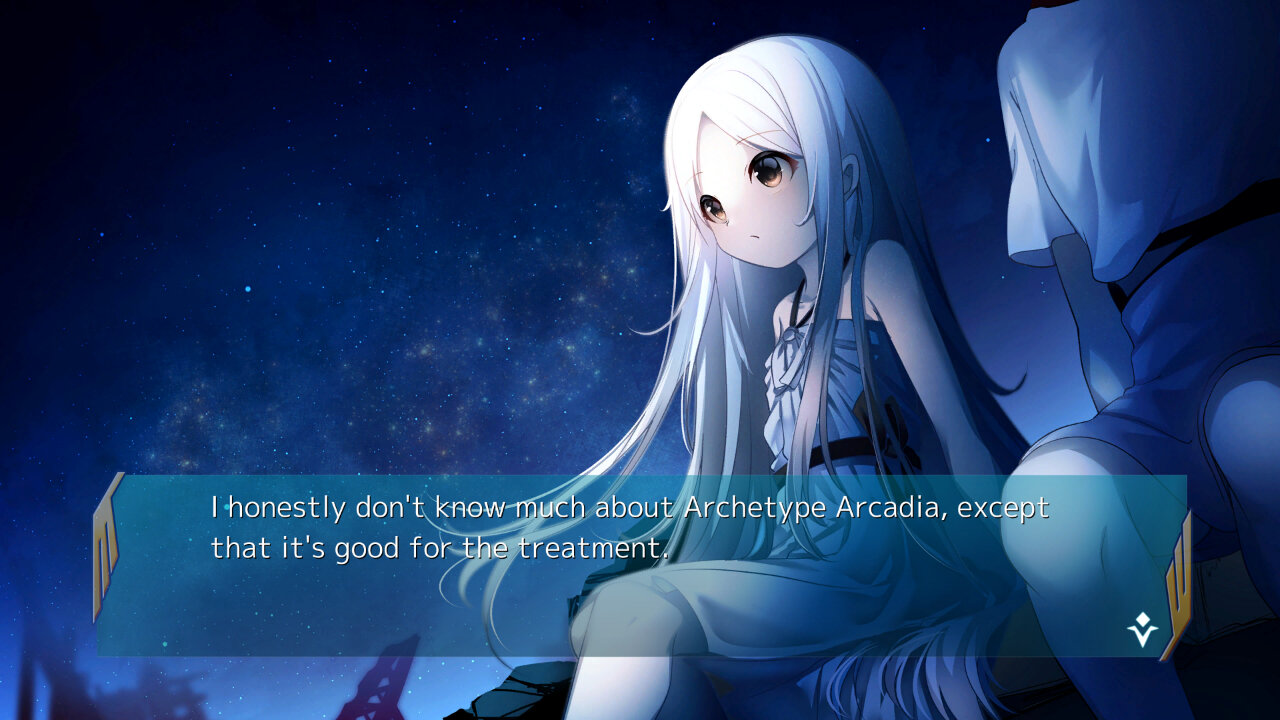 I honestly don't know much about Archetype Arcadia, except
that it's good for the treatment.